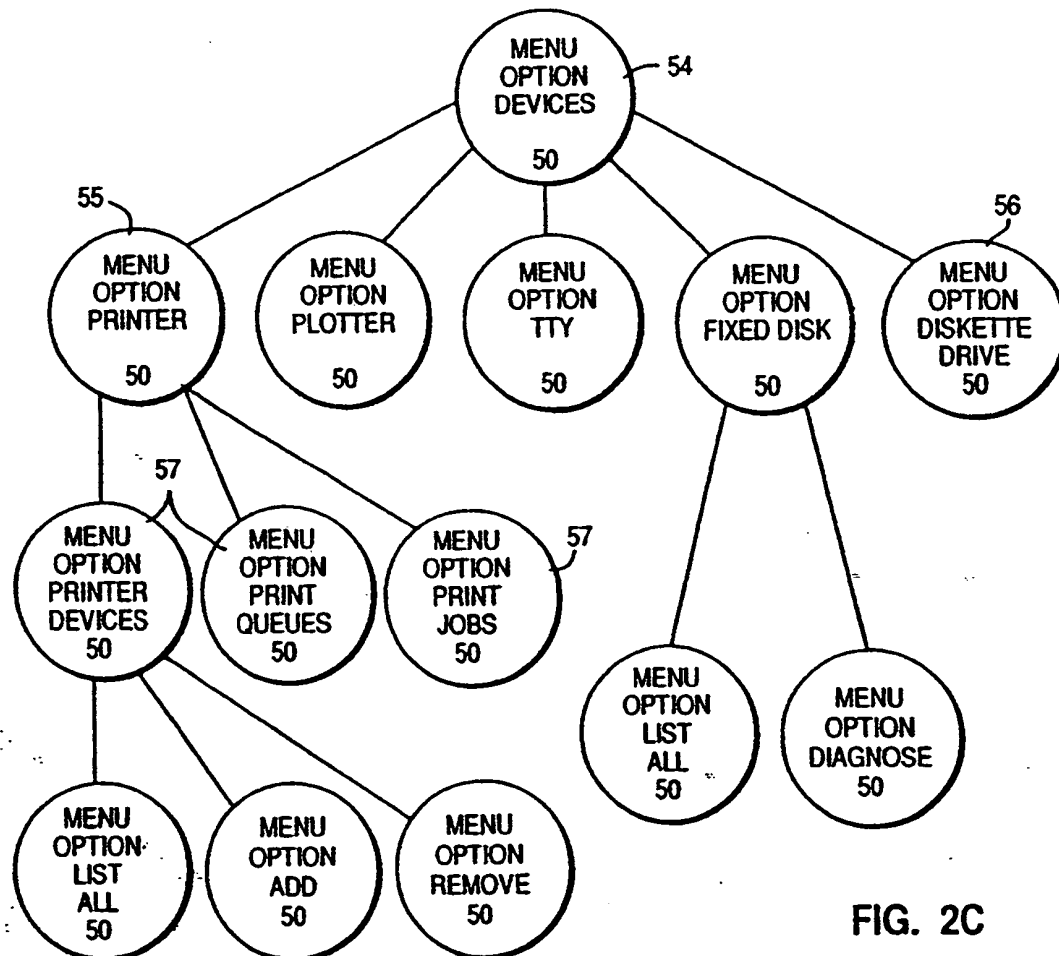 MENU
OPTION
DEVICES
50
54
55
MENU
OPTION
PRINTER
50
MENU
OPTION
PLOTTER
50
MENU
OPTION
TTY
50
MENU
OPTION
FIXED DISK
50
56
MENU
OPTION
DISKETTE
DRIVE
50
57
MENU
OPTION
PRINTER
DEVICES
50
MENU
OPTION
PRINT
QUEUES
50
MENU
OPTION
PRINT
JOBS
50
57
MENU
OPTION
LIST
ALL
50
MENU
OPTION
DIAGNOSE
50
MENU
OPTION
LIST
ALL
50
MENU
OPTION
ADD
50
MENU
OPTION
REMOVE
50
FIG. 2C